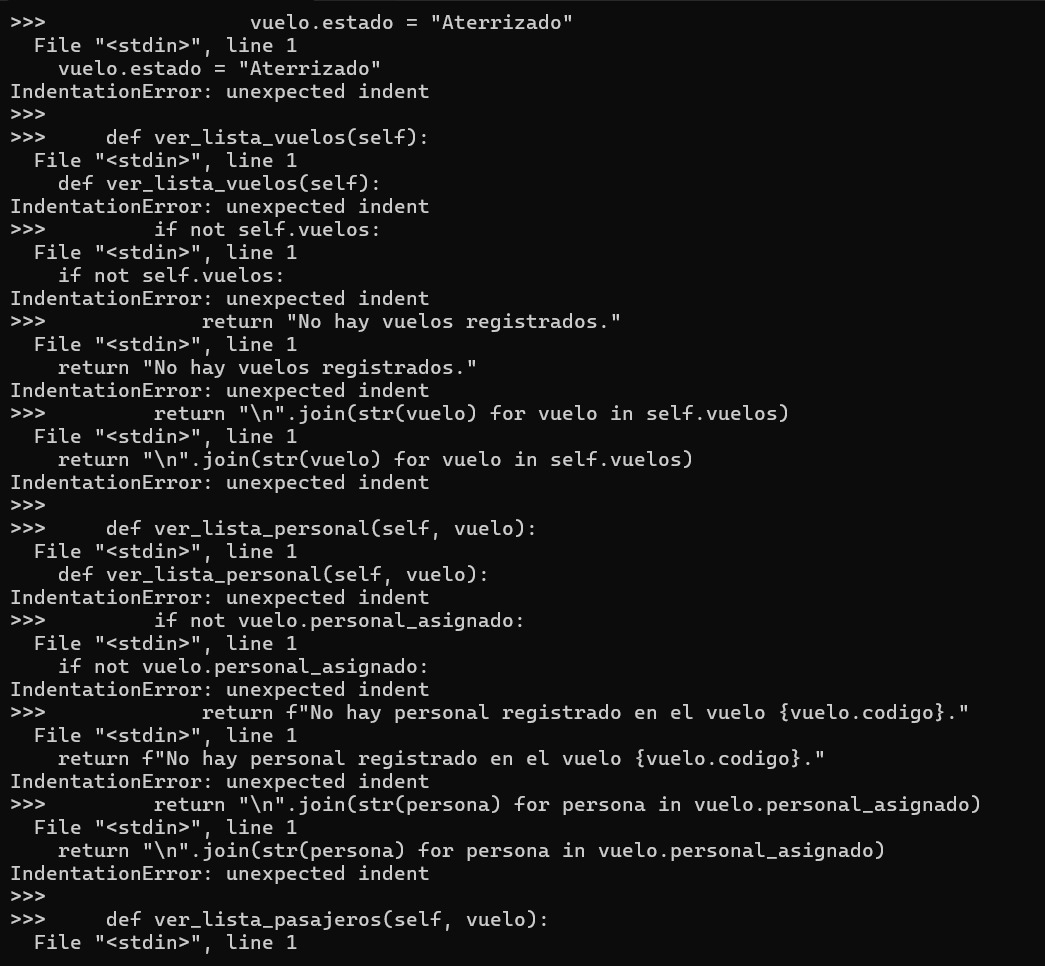 >>>                 vuelo.estado = "Aterrizado"
  File "<stdin>", line 1
    vuelo.estado = "Aterrizado"
IndentationError: unexpected indent
>>>
>>>     def ver_lista_vuelos(self):
  File "<stdin>", line 1
    def ver_lista_vuelos(self):
IndentationError: unexpected indent
>>>         if not self.vuelos:
  File "<stdin>", line 1
    if not self.vuelos:
IndentationError: unexpected indent
>>>             return "No hay vuelos registrados."
  File "<stdin>", line 1
    return "No hay vuelos registrados."
IndentationError: unexpected indent
>>>         return "\n".join(str(vuelo) for vuelo in self.vuelos)
  File "<stdin>", line 1
    return "\n".join(str(vuelo) for vuelo in self.vuelos)
IndentationError: unexpected indent
>>>
>>>     def ver_lista_personal(self, vuelo):
  File "<stdin>", line 1
    def ver_lista_personal(self, vuelo):
IndentationError: unexpected indent
>>>         if not vuelo.personal_asignado:
  File "<stdin>", line 1
    if not vuelo.personal_asignado:
IndentationError: unexpected indent
>>>             return f"No hay personal registrado en el vuelo {vuelo.codigo}."
  File "<stdin>", line 1
    return f"No hay personal registrado en el vuelo {vuelo.codigo}."
IndentationError: unexpected indent
>>>         return "\n".join(str(persona) for persona in vuelo.personal_asignado)
  File "<stdin>", line 1
    return "\n".join(str(persona) for persona in vuelo.personal_asignado)
IndentationError: unexpected indent
>>>
>>>     def ver_lista_pasajeros(self, vuelo):
  File "<stdin>", line 1